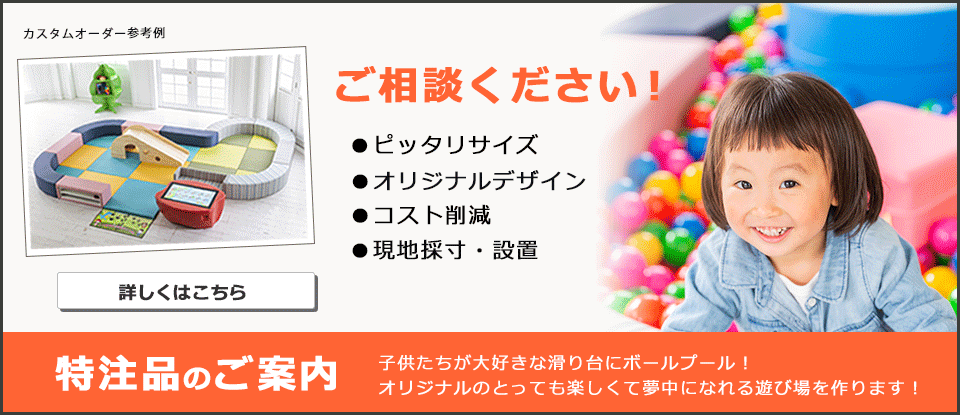 カスタムオーダー参考例
ご相談ください！
●ピッタリサイズ
●オリジナルデザイン
●コスト削減
●現地採寸・設置
詳しくはこちら
特注品のご案内
子供たちが大好きな滑り台にボールプール！
オリジナルのとっても楽しくて夢中になれる遊び場を作ります！